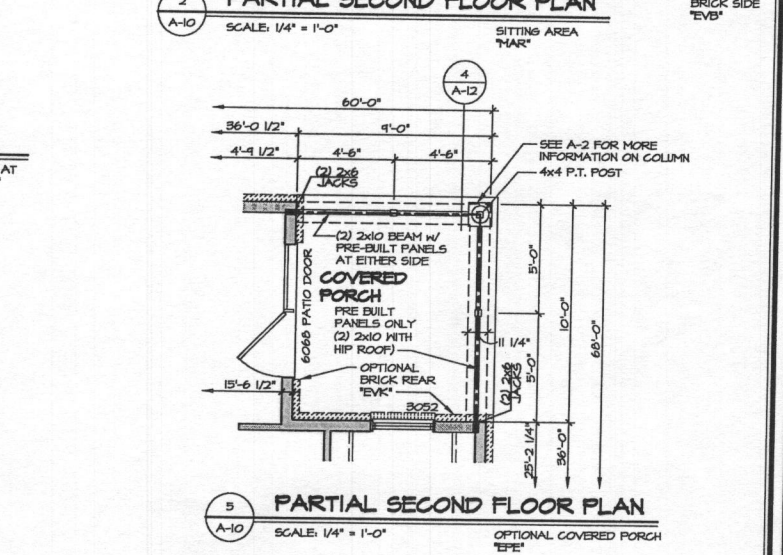 2
A-10
PARTIAL SECOND FLOOR PLAN
SCALE: 1/4" = 1'-0"
SITTING AREA
"MAR"
BRICK SIDE
"EVB"
AT
4
A-12
60'-0"
36'-0 1/2"
9'-0"
4'-9 1/2"
4'-6"
4'-6"
SEE A-2 FOR MORE
INFORMATION ON COLUMN
4x4 P.T. POST
(2) 2x6
JACKS
(2) 2x10 BEAM W/
PRE-BUILT PANELS
AT EITHER SIDE
COVERED
PORCH
PRE BUILT
PANELS ONLY
(2) 2x10 WITH
HIP ROOF)
6068 PATIO DOOR
OPTIONAL
BRICK REAR
"EVK"
3052
15'-6 1/2"
11 1/4"
(2) 2x6
JACKS
5'-0"
5'-0"
10'-0"
68'-0"
25'-2 1/4"
36'-0"
5
A-10
PARTIAL SECOND FLOOR PLAN
SCALE: 1/4" = 1'-0"
OPTIONAL COVERED PORCH
"EPE"